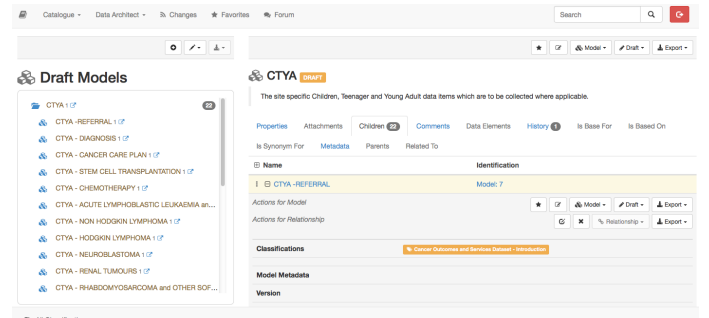 Catalogue Data Architect Changes Favorites Forum Search
Draft Models
CTYA 1 22
CTYA -REFERRAL 1
CTYA - DIAGNOSIS 1
CTYA - CANCER CARE PLAN 1
CTYA - STEM CELL TRANSPLANTATION 1
CTYA - CHEMOTHERAPY 1
CTYA - ACUTE LYMPHOBLASTIC LEUKAEMIA an...
CTYA - NON HODGKIN LYMPHOMA 1
CTYA - HODGKIN LYMPHOMA 1
CTYA - NEUROBLASTOMA 1
CTYA - RENAL TUMOURS 1
CTYA - RHABDOMYOSARCOMA and OTHER SOF...
Model Draft Export
CTYA DRAFT
The site specific Children, Teenager and Young Adult data items which are to be collected where applicable.
Properties Attachments Children 22 Comments Data Elements History 1 Is Base For Is Based On
Is Synonym For Metadata Parents Related To
Name Identification
CTYA -REFERRAL Model: 7
Actions for Model Model Draft Export
Actions for Relationship Relationship Export
Classifications Cancer Outcomes and Services Dataset - Introduction
Model Metadata
Version